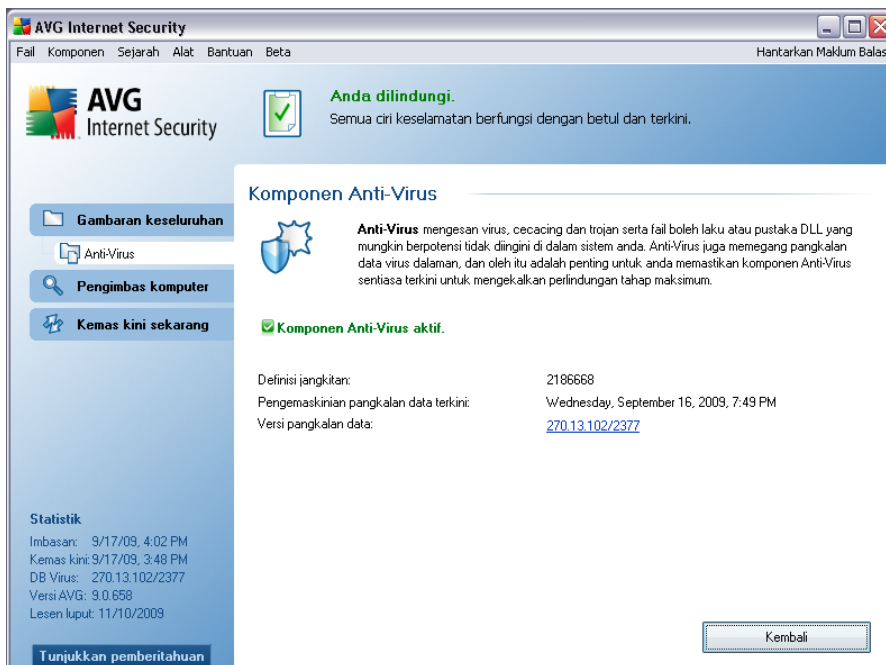 AVG Internet Security
Fail Komponen Sejarah Alat Bantuan Beta Hantarkan Maklum Balas
AVG
Internet Security
Anda dilindungi.
Semua ciri keselamatan berfungsi dengan betul dan terkini.
Gambaran keseluruhan
Anti-Virus
Pengimbas komputer
Kemas kini sekarang
Komponen Anti-Virus
Anti-Virus mengesan virus, cecacing dan trojan serta fail boleh laku atau pustaka DLL yang
mungkin berpotensi tidak diingini di dalam sistem anda. Anti-Virus juga memegang pangkalan
data virus dalaman, dan oleh itu adalah penting untuk anda memastikan komponen Anti-Virus
sentiasa terkini untuk mengekalkan perlindungan tahap maksimum.
Komponen Anti-Virus aktif.
Definisi jangkitan: 2186668
Pengemaskinian pangkalan data terkini: Wednesday, September 16, 2009, 7:49 PM
Versi pangkalan data: 270.13.102/2377
Statistik
Imbasan: 9/17/09, 4:02 PM
Kemas kini: 9/17/09, 3:48 PM
DB Virus: 270.13.102/2377
Versi AVG: 9.0.658
Lesen luput: 11/10/2009
Tunjukkan pemberitahuan
Kembali